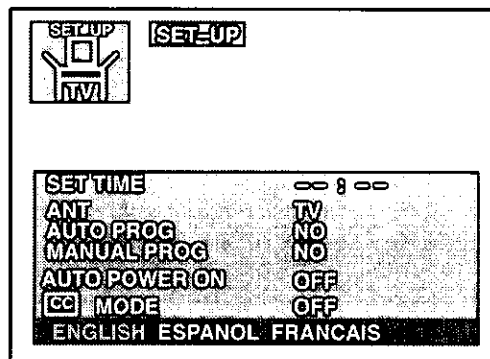 SET-UP
TV
SET-UP
SET TIME -- : --
ANT TV
AUTO PROG NO
MANUAL PROG NO
AUTO POWER ON OFF
CC MODE OFF
ENGLISH ESPANOL FRANCAIS